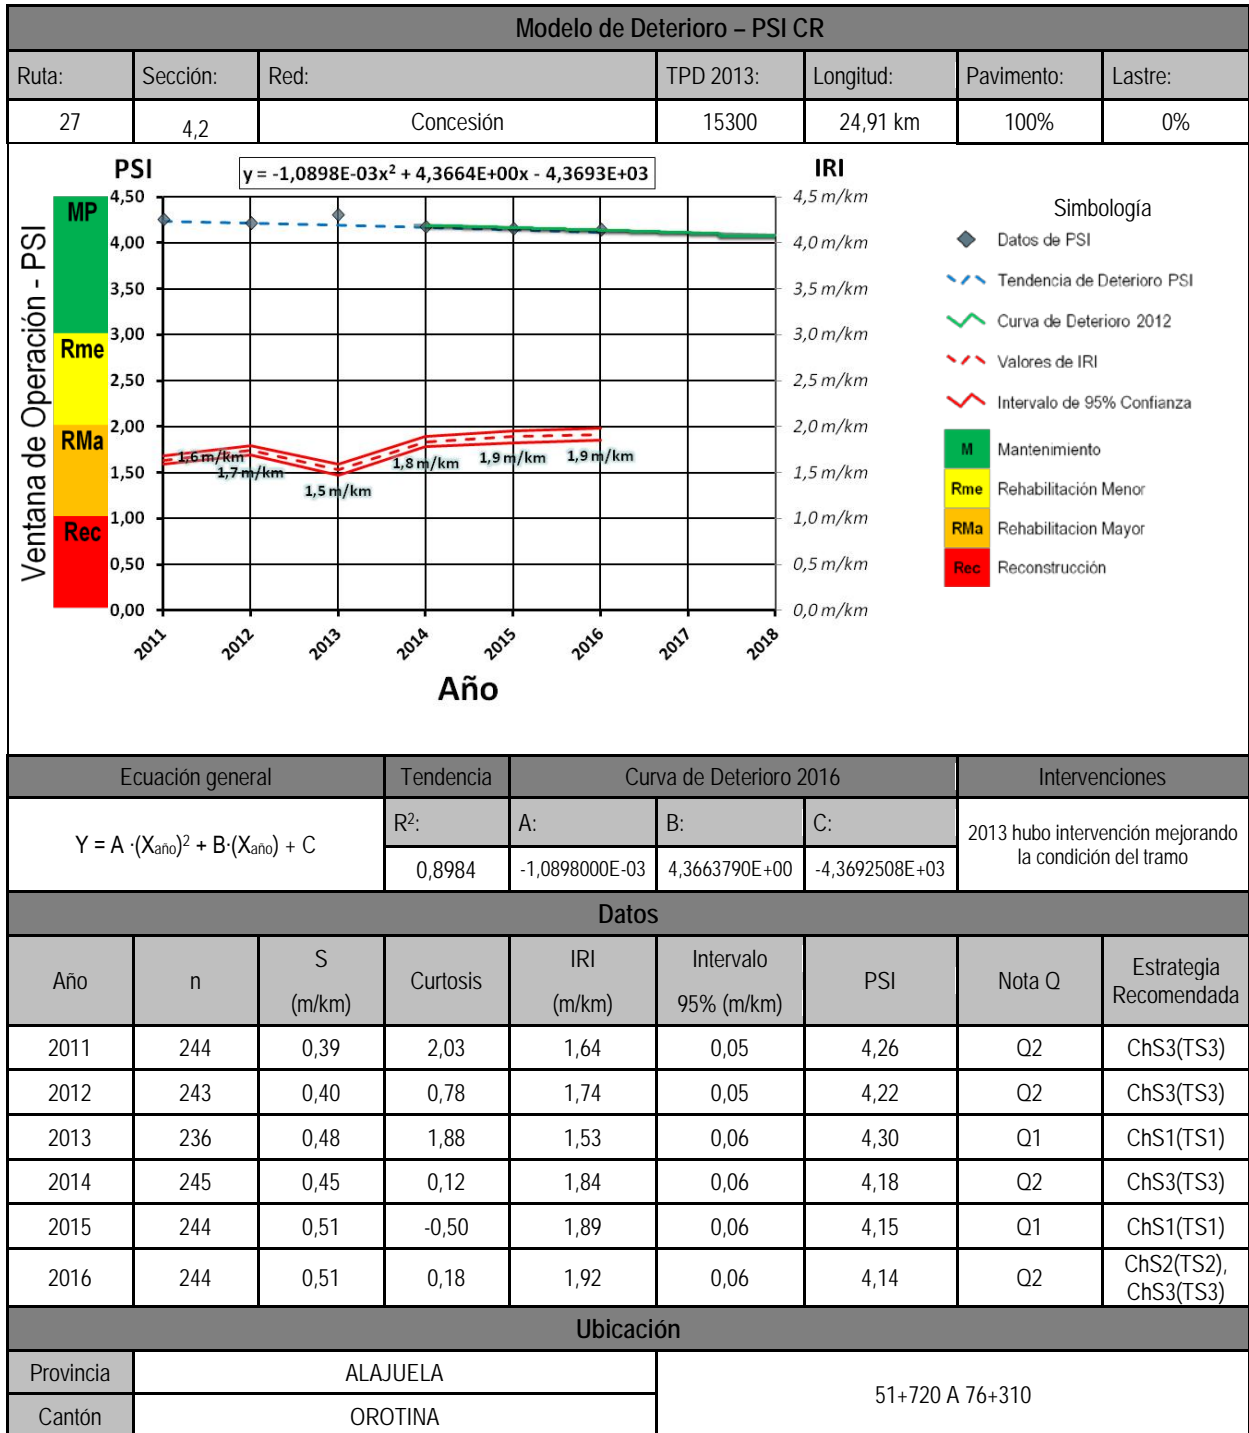 Modelo de Deterioro – PSI CR
Ruta: Sección: Red: TPD 2013: Longitud: Pavimento: Lastre:
27 4,2 Concesión 15300 24,91 km 100% 0%
PSI
y = -1,0898E-03x² + 4,3664E+00x - 4,3693E+03
IRI
Ventana de Operación - PSI
MP
Rme
RMa
Rec
4,50
4,00
3,50
3,00
2,50
2,00
1,50
1,00
0,50
0,00
4,5 m/km
4,0 m/km
3,5 m/km
3,0 m/km
2,5 m/km
2,0 m/km
1,5 m/km
1,0 m/km
0,5 m/km
0,0 m/km
1,6 m/km
1,7 m/km
1,5 m/km
1,8 m/km
1,9 m/km
1,9 m/km
2011 2012 2013 2014 2015 2016 2017 2018
Año
Simbología
Datos de PSI
Tendencia de Deterioro PSI
Curva de Deterioro 2012
Valores de IRI
Intervalo de 95% Confianza
M Mantenimiento
Rme Rehabilitación Menor
RMa Rehabilitacion Mayor
Rec Reconstrucción
Ecuación general Tendencia Curva de Deterioro 2016 Intervenciones
Y = A ·(Xaño)² + B·(Xaño) + C
R²: A: B: C:
0,8984 -1,0898000E-03 4,3663790E+00 -4,3692508E+03
2013 hubo intervención mejorando
la condición del tramo
Datos
Año n S (m/km) Curtosis IRI (m/km) Intervalo 95% (m/km) PSI Nota Q Estrategia Recomendada
2011 244 0,39 2,03 1,64 0,05 4,26 Q2 ChS3(TS3)
2012 243 0,40 0,78 1,74 0,05 4,22 Q2 ChS3(TS3)
2013 236 0,48 1,88 1,53 0,06 4,30 Q1 ChS1(TS1)
2014 245 0,45 0,12 1,84 0,06 4,18 Q2 ChS3(TS3)
2015 244 0,51 -0,50 1,89 0,06 4,15 Q1 ChS1(TS1)
2016 244 0,51 0,18 1,92 0,06 4,14 Q2 ChS2(TS2), ChS3(TS3)
Ubicación
Provincia ALAJUELA
Cantón OROTINA
51+720 A 76+310